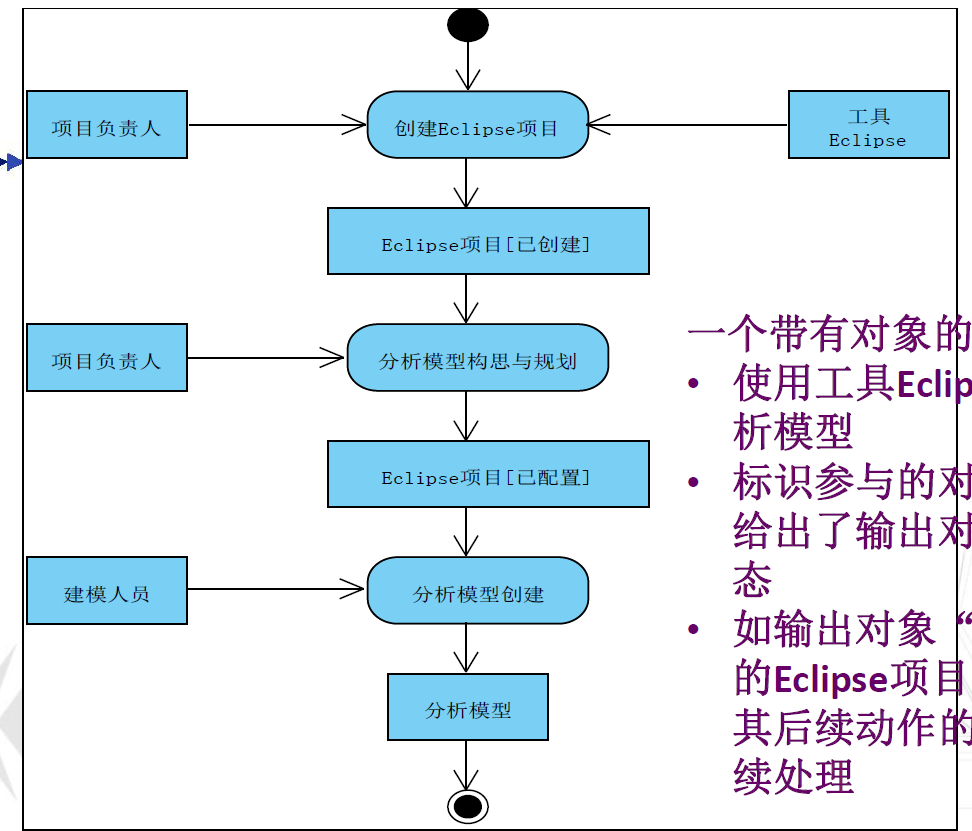 项目负责人
创建Eclipse项目
工具
Eclipse
Eclipse项目[已创建]
项目负责人
分析模型构思与规划
Eclipse项目[已配置]
建模人员
分析模型创建
分析模型
一个带有对象的
• 使用工具Eclip
析模型
• 标识参与的对
给出了输出对
态
• 如输出对象“
的Eclipse项目
其后续动作的
续处理